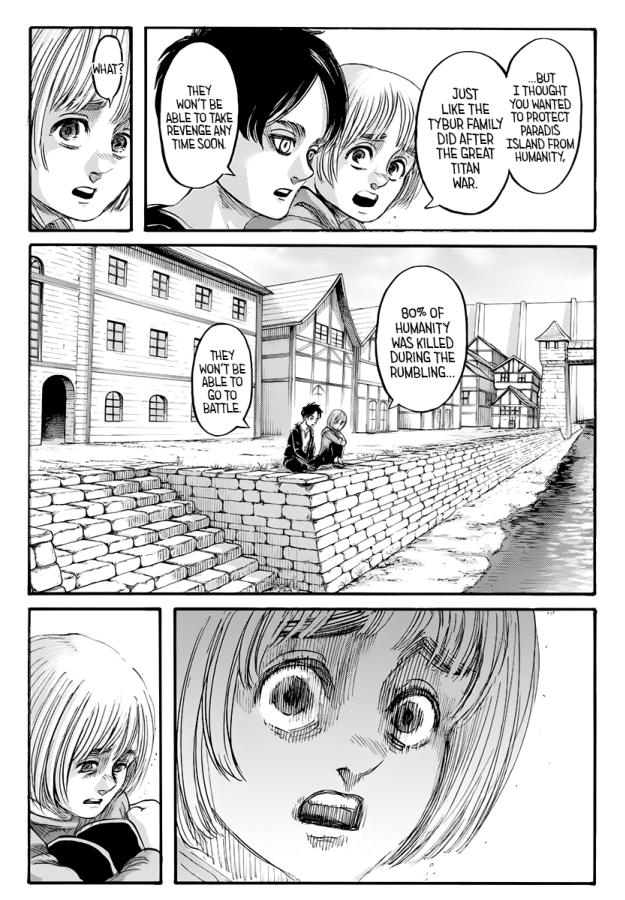 ...BUT
I THOUGHT
YOU WANTED
TO PROTECT
PARADIS
ISLAND FROM
HUMANITY,
JUST
LIKE THE
TYBUR FAMILY
DID AFTER
THE GREAT
TITAN
WAR.
THEY
WON'T BE
ABLE TO TAKE
REVENGE ANY
TIME SOON.
WHAT?
80% OF
HUMANITY
WAS KILLED
DURING THE
RUMBLING...
THEY
WON'T BE
ABLE TO
GO TO
BATTLE.